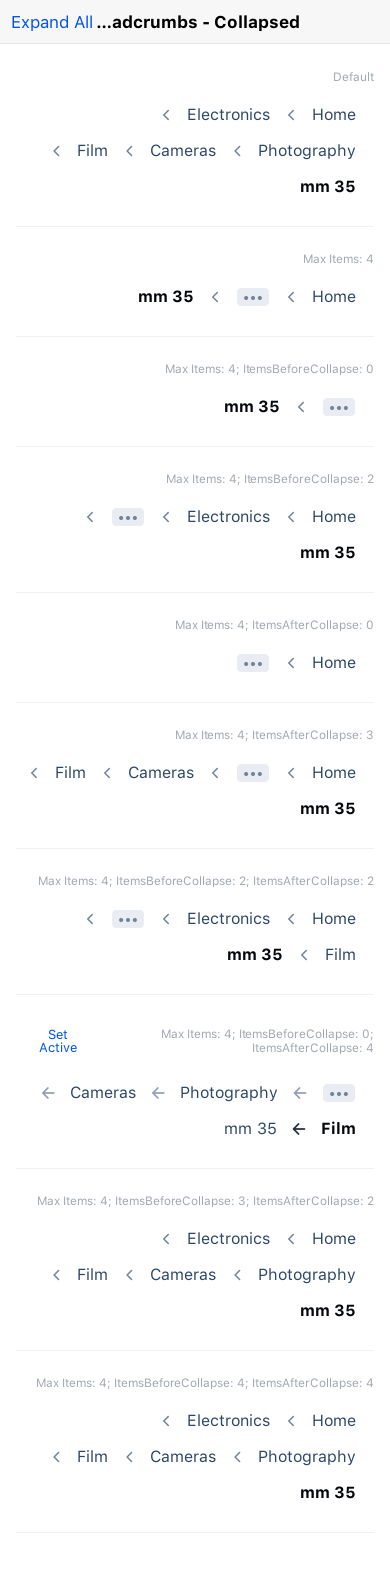 Expand All ...adcrumbs - Collapsed
Default
Home Electronics
Photography Cameras Film
35 mm
Max Items: 4
Home ••• 35 mm
Max Items: 4; ItemsBeforeCollapse: 0
••• 35 mm
Max Items: 4; ItemsBeforeCollapse: 2
Home Electronics •••
35 mm
Max Items: 4; ItemsAfterCollapse: 0
Home •••
Max Items: 4; ItemsAfterCollapse: 3
Home ••• Cameras Film
35 mm
Max Items: 4; ItemsBeforeCollapse: 2; ItemsAfterCollapse: 2
Home Electronics •••
Film 35 mm
Set
Active
Max Items: 4; ItemsBeforeCollapse: 0;
ItemsAfterCollapse: 4
••• Photography Cameras
Film 35 mm
Max Items: 4; ItemsBeforeCollapse: 3; ItemsAfterCollapse: 2
Home Electronics
Photography Cameras Film
35 mm
Max Items: 4; ItemsBeforeCollapse: 4; ItemsAfterCollapse: 4
Home Electronics
Photography Cameras Film
35 mm